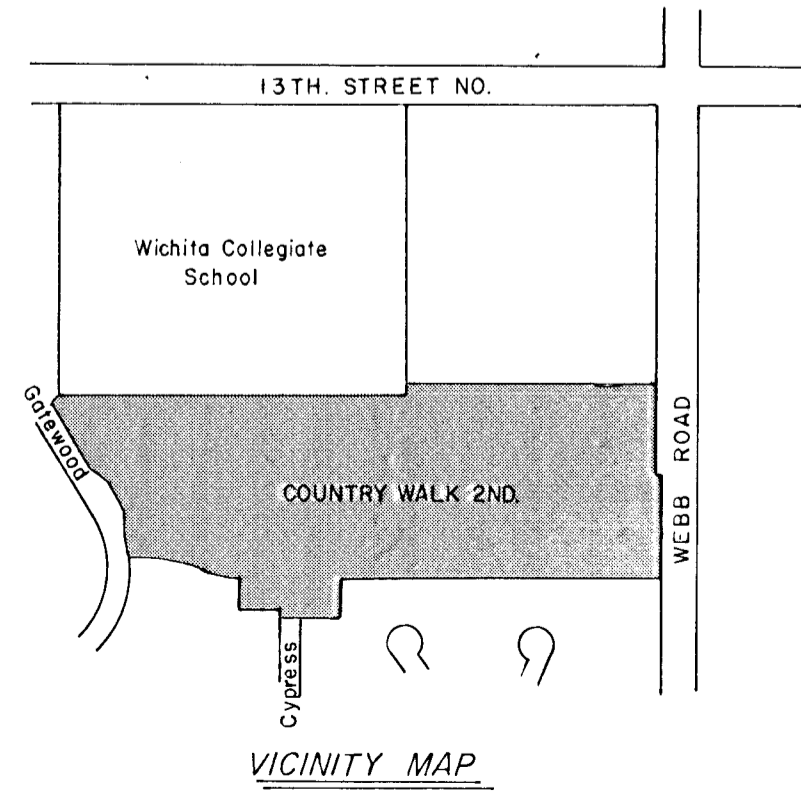 13TH. STREET NO.
Wichita Collegiate
School
Gatewood
COUNTRY WALK 2ND.
WEBB ROAD
Cypress
VICINITY MAP